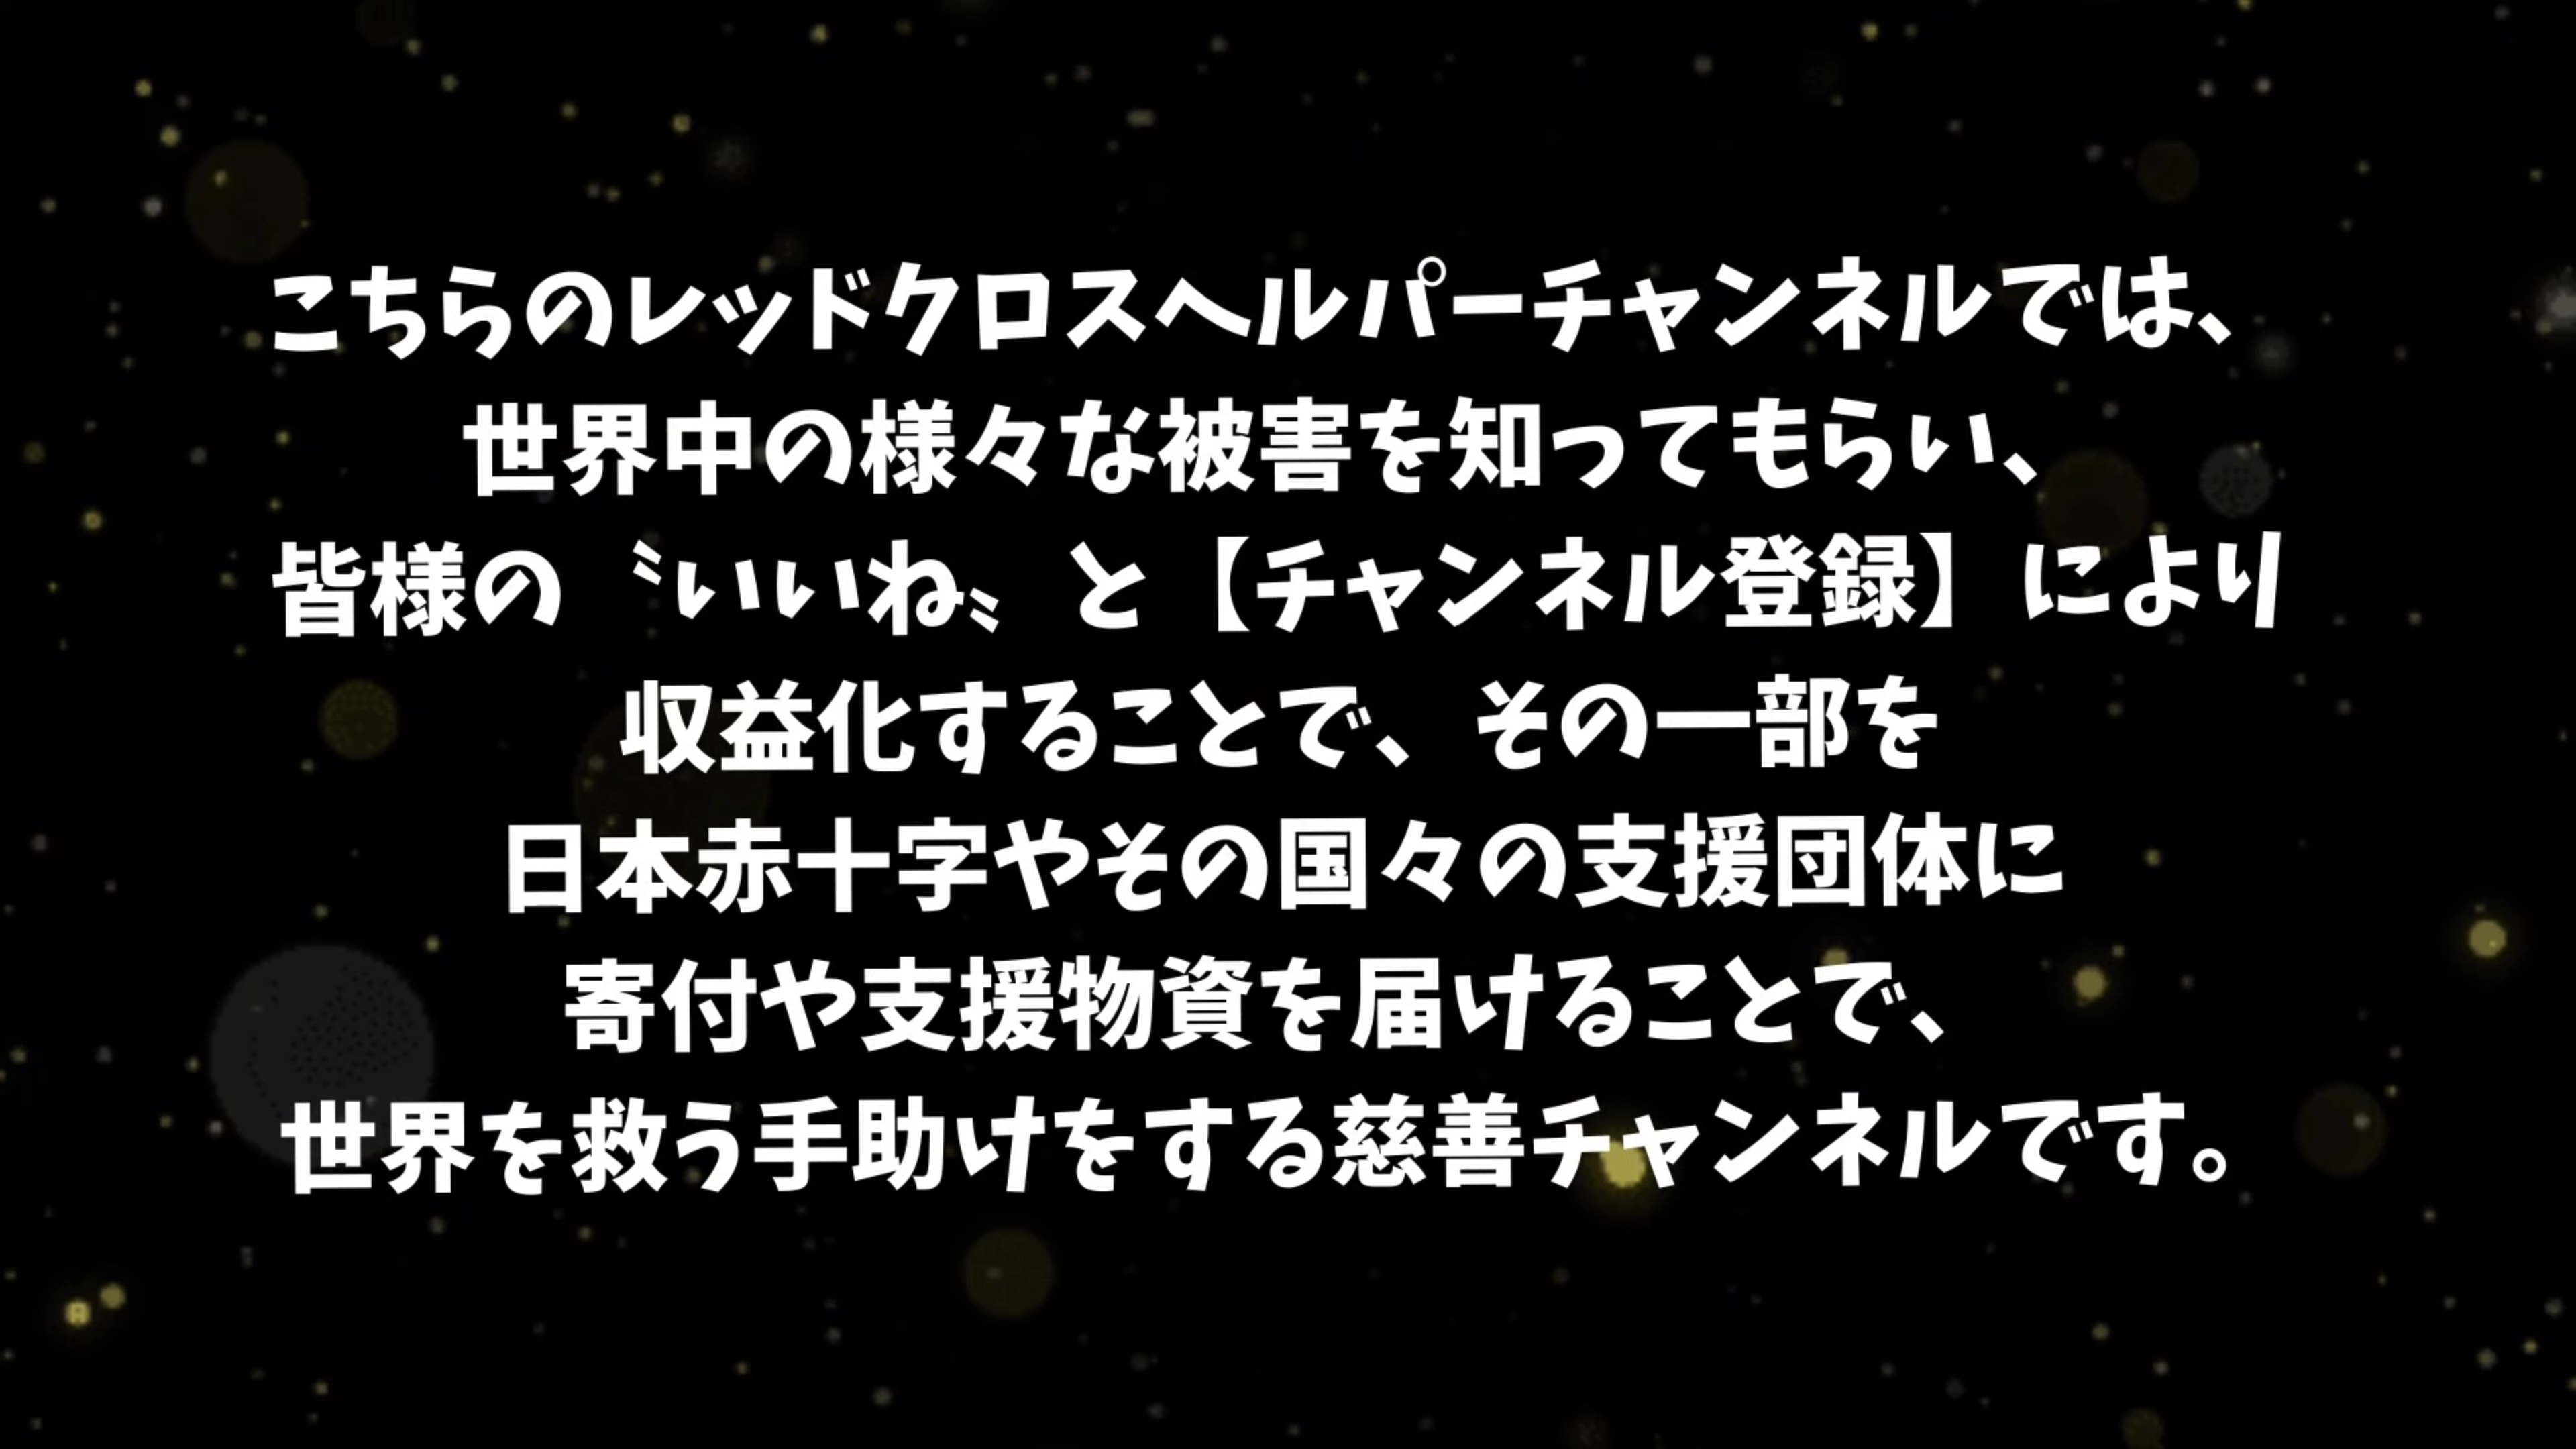 こちらのレッドクロスヘルパーチャンネルでは、
世界中の様々な被害を知ってもらい、
皆様の〝いいね〟と【チャンネル登録】により
収益化することで、その一部を
日本赤十字やその国々の支援団体に
寄付や支援物資を届けることで、
世界を救う手助けをする慈善チャンネルです。